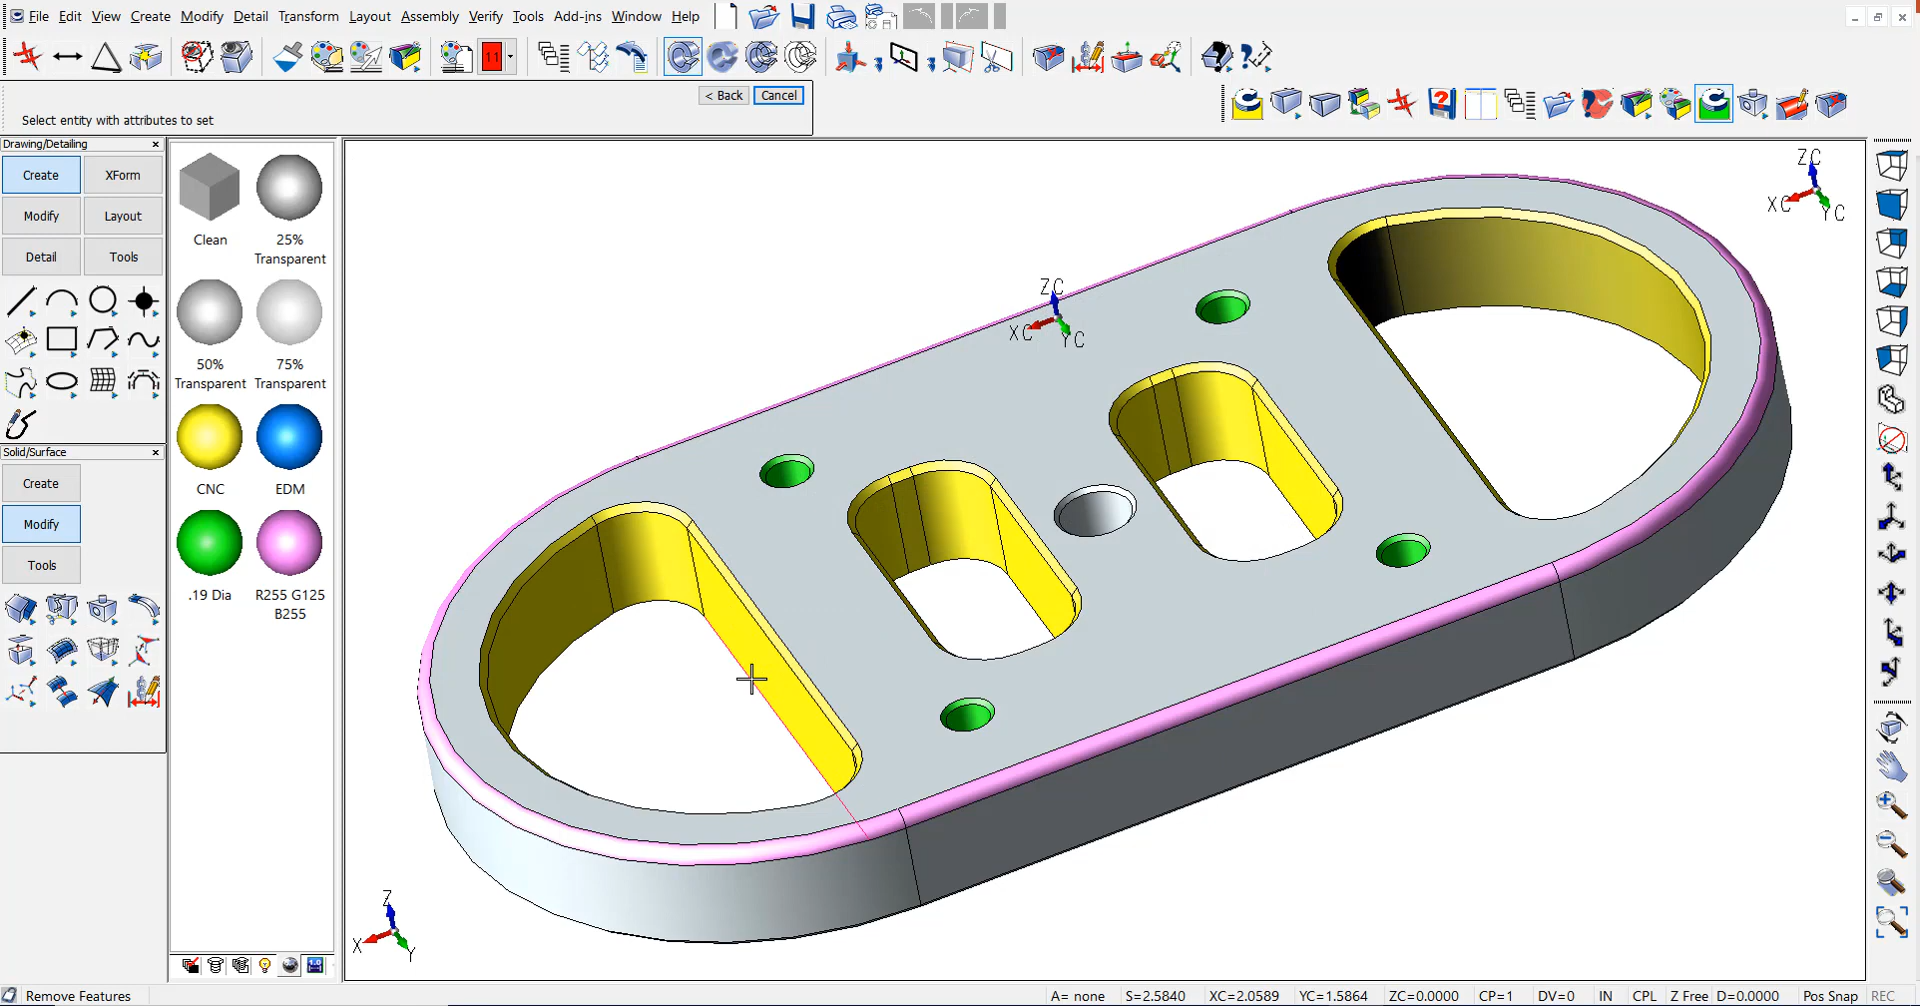 File Edit View Create Modify Detail Transform Layout Assembly Verify Tools Add-ins Window Help
11
< Back Cancel
Select entity with attributes to set
Drawing/Detailing
Create XForm
Modify Layout
Detail Tools
Solid/Surface
Create
Modify
Tools
Clean 25% Transparent
50% Transparent 75% Transparent
CNC EDM
.19 Dia R255 G125 B255
1.0
ZC
XC
YC
ZC
XC
YC
Z
X
Y
Remove Features
A= none S=2.5840 XC=2.0589 YC=1.5864 ZC=0.0000 CP=1 DV=0 IN CPL Z Free D=0.0000 Pos Snap REC